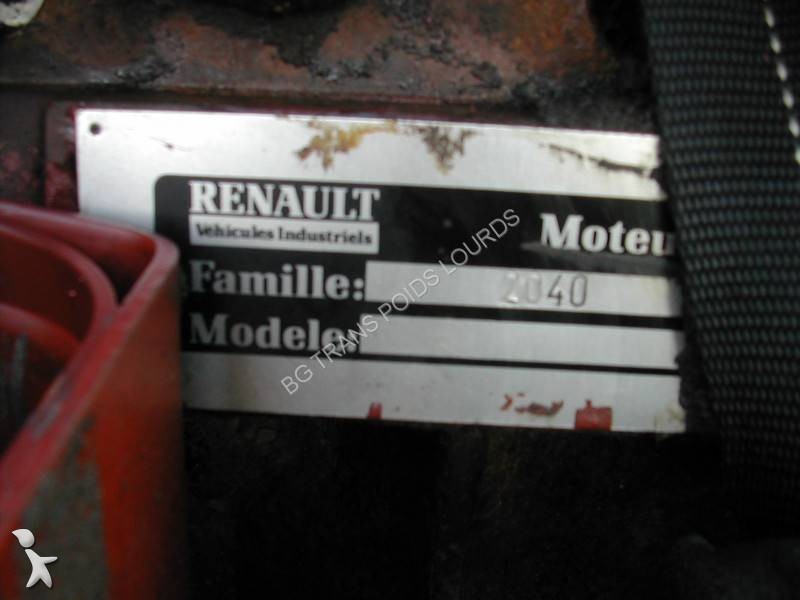 RENAULT
Véhicules Industriels
Moteu
Famille: 2040
Modele:
BG TRANS POIDS LOURDS